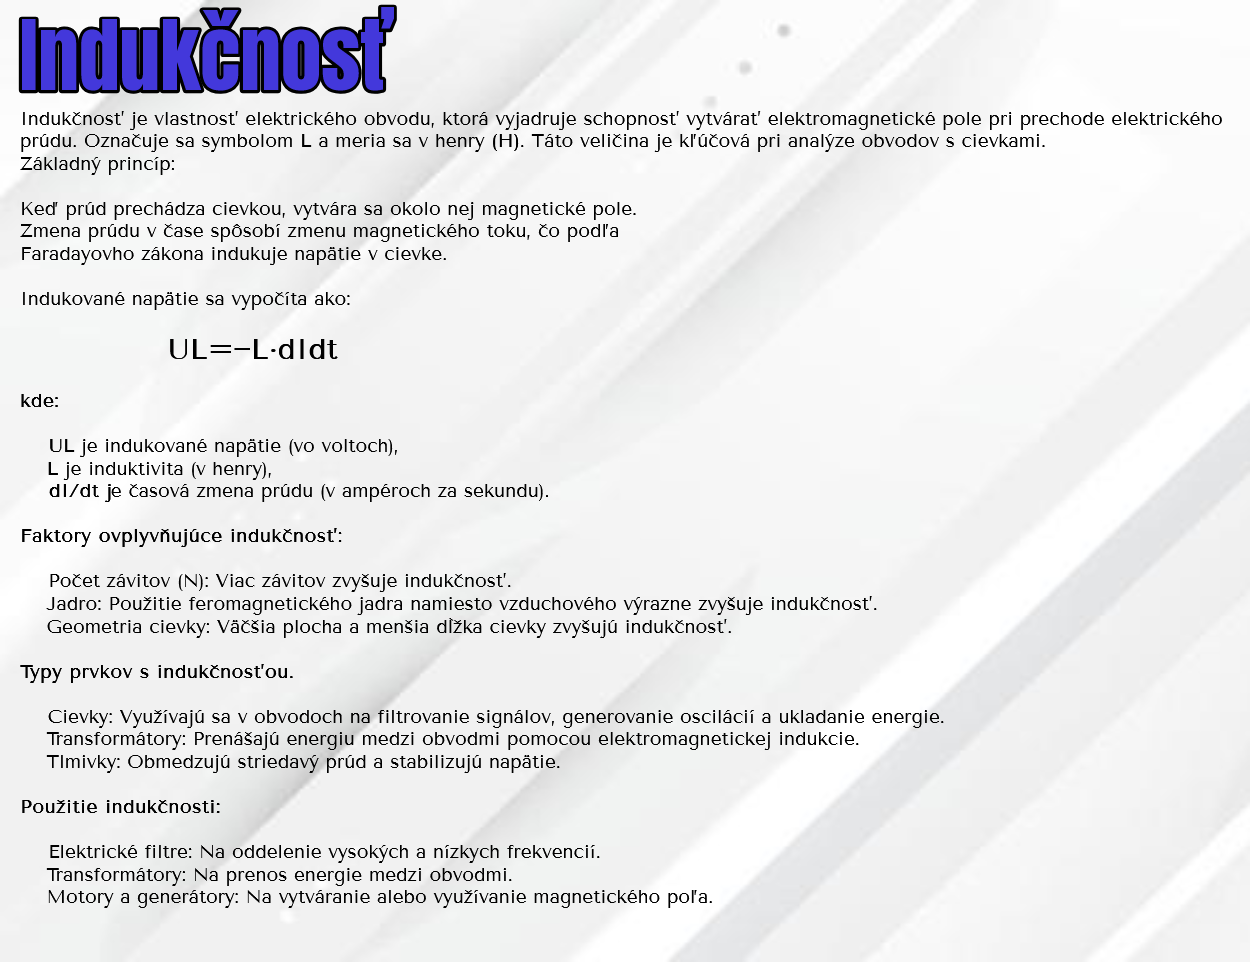 Indukčnosť
Indukčnosť je vlastnosť elektrického obvodu, ktorá vyjadruje schopnosť vytvárať elektromagnetické pole pri prechode elektrického
prúdu. Označuje sa symbolom L a meria sa v henry (H). Táto veličina je kľúčová pri analýze obvodov s cievkami.
Základný princíp:
Keď prúd prechádza cievkou, vytvára sa okolo nej magnetické pole.
Zmena prúdu v čase spôsobí zmenu magnetického toku, čo podľa
Faradayovho zákona indukuje napätie v cievke.
Indukované napätie sa vypočíta ako:
UL=−L⋅dIdt
kde:
UL je indukované napätie (vo voltoch),
L je induktivita (v henry),
dI/dt je časová zmena prúdu (v ampéroch za sekundu).
Faktory ovplyvňujúce indukčnosť:
Počet závitov (N): Viac závitov zvyšuje indukčnosť.
Jadro: Použitie feromagnetického jadra namiesto vzduchového výrazne zvyšuje indukčnosť.
Geometria cievky: Väčšia plocha a menšia dĺžka cievky zvyšujú indukčnosť.
Typy prvkov s indukčnosťou.
Cievky: Využívajú sa v obvodoch na filtrovanie signálov, generovanie oscilácií a ukladanie energie.
Transformátory: Prenášajú energiu medzi obvodmi pomocou elektromagnetickej indukcie.
Tlmivky: Obmedzujú striedavý prúd a stabilizujú napätie.
Použitie indukčnosti:
Elektrické filtre: Na oddelenie vysokých a nízkych frekvencií.
Transformátory: Na prenos energie medzi obvodmi.
Motory a generátory: Na vytváranie alebo využívanie magnetického poľa.